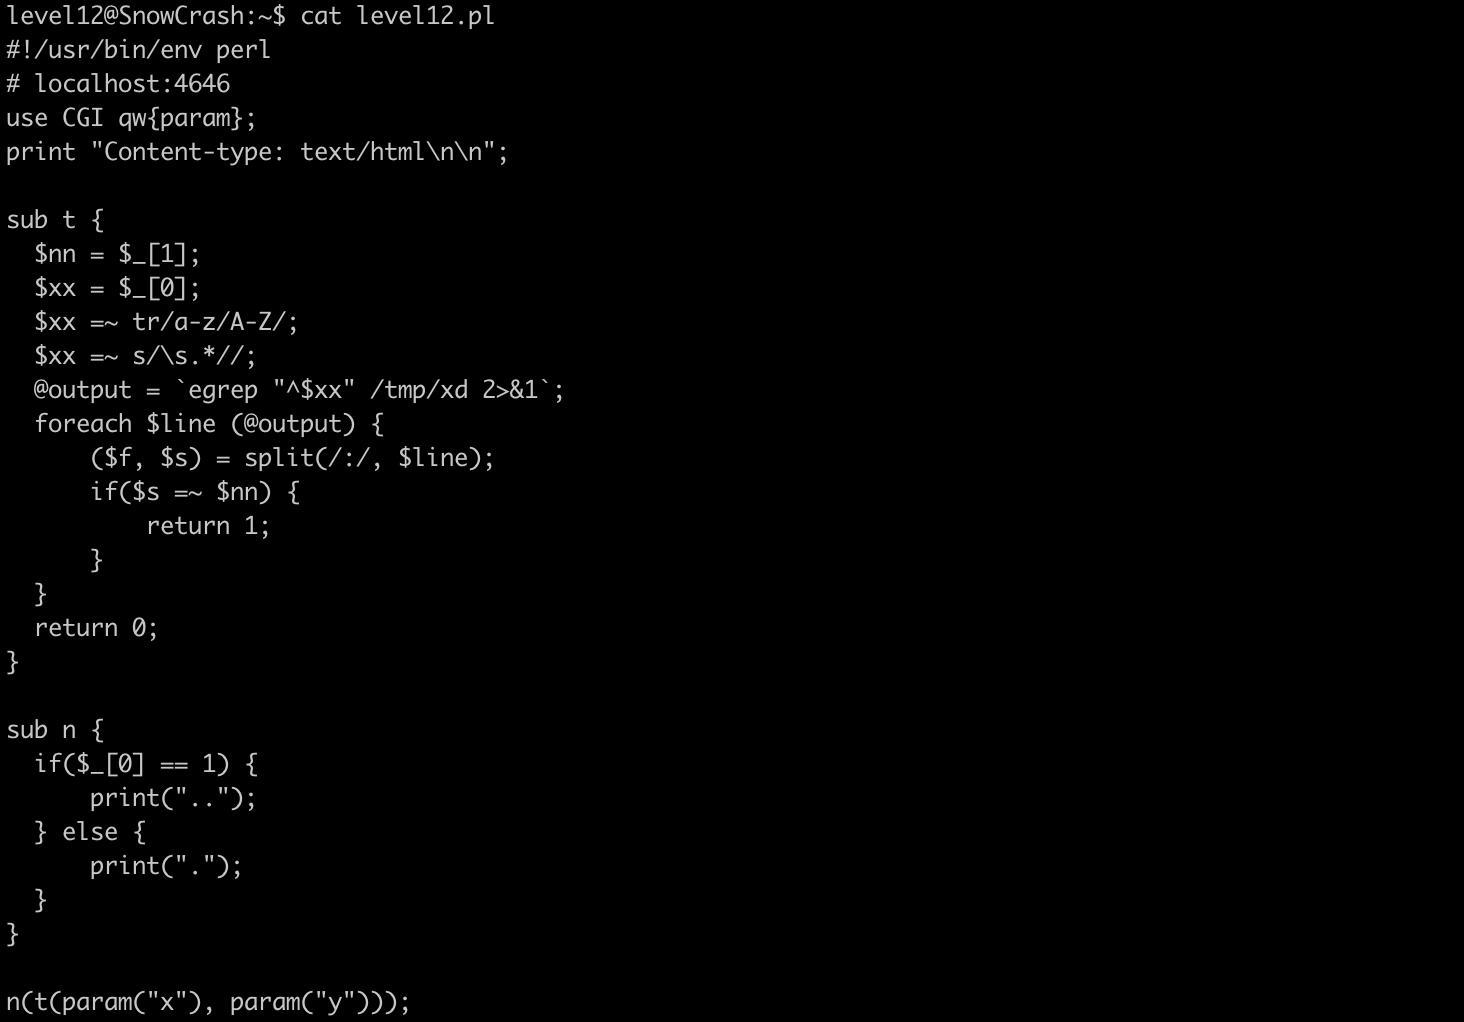 level12@SnowCrash:~$ cat level12.pl
#!/usr/bin/env perl
# localhost:4646
use CGI qw{param};
print "Content-type: text/html\n\n";

sub t {
  $nn = $_[1];
  $xx = $_[0];
  $xx =~ tr/a-z/A-Z/;
  $xx =~ s/\s.*//;
  @output = `egrep "^$xx" /tmp/xd 2>&1`;
  foreach $line (@output) {
      ($f, $s) = split(/:/, $line);
      if($s =~ $nn) {
          return 1;
      }
  }
  return 0;
}

sub n {
  if($_[0] == 1) {
      print("..");
  } else {
      print(".");
  }
}

n(t(param("x"), param("y")));